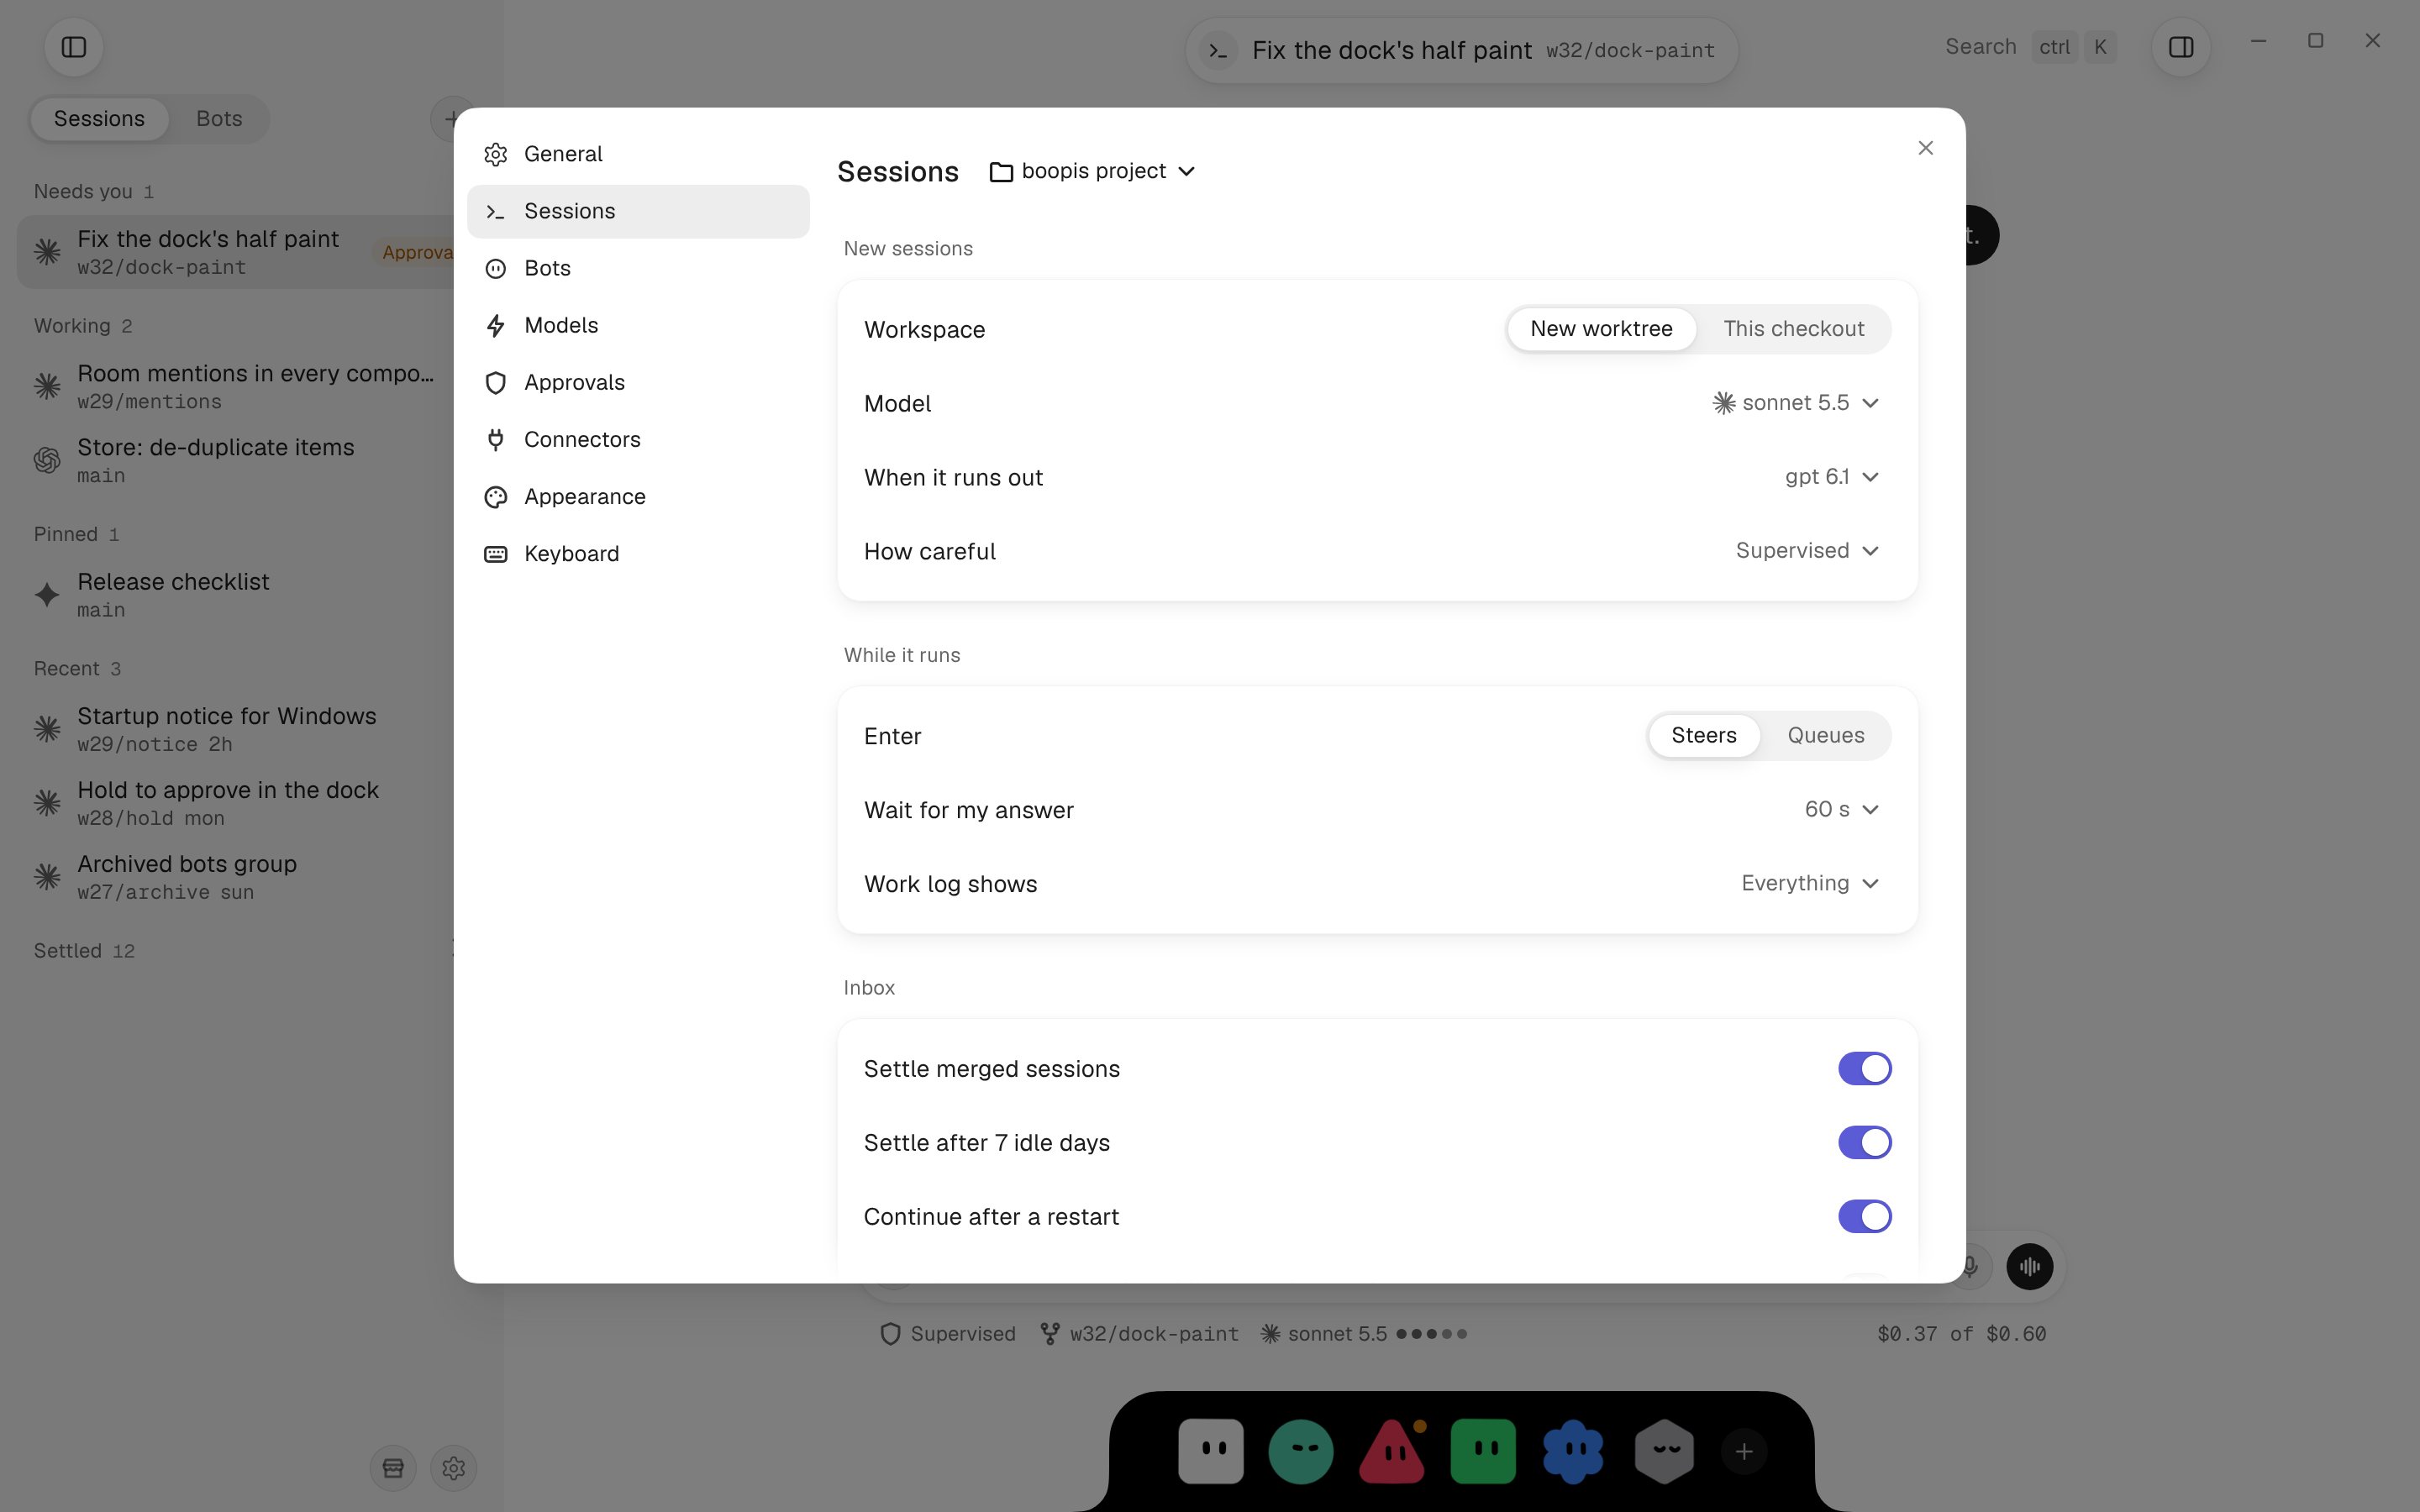 Fix the dock's half paint w32/dock-paint
Search ctrl K
Sessions Bots
Needs you 1
Fix the dock's half paint
w32/dock-paint
Working 2
Room mentions in every compo…
w29/mentions
Store: de-duplicate items
main
Pinned 1
Release checklist
main
Recent 3
Startup notice for Windows
w29/notice 2h
Hold to approve in the dock
w28/hold mon
Archived bots group
w27/archive sun
Settled 12
General
Sessions
Bots
Models
Approvals
Connectors
Appearance
Keyboard
Sessions boopis project
New sessions
Workspace New worktree This checkout
Model sonnet 5.5
When it runs out gpt 6.1
How careful Supervised
While it runs
Enter Steers Queues
Wait for my answer 60 s
Work log shows Everything
Inbox
Settle merged sessions
Settle after 7 idle days
Continue after a restart
Supervised w32/dock-paint sonnet 5.5 $0.37 of $0.60